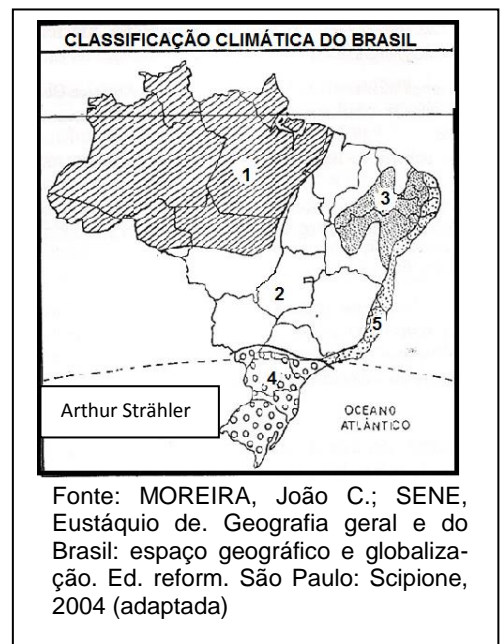 CLASSIFICAÇÃO CLIMÁTICA DO BRASIL
1
3
2
5
4
Arthur Strähler
OCEANO
ATLÂNTICO
Fonte: MOREIRA, João C.; SENE,
Eustáquio de. Geografia geral e do
Brasil: espaço geográfico e globaliza-
ção. Ed. reform. São Paulo: Scipione,
2004 (adaptada)